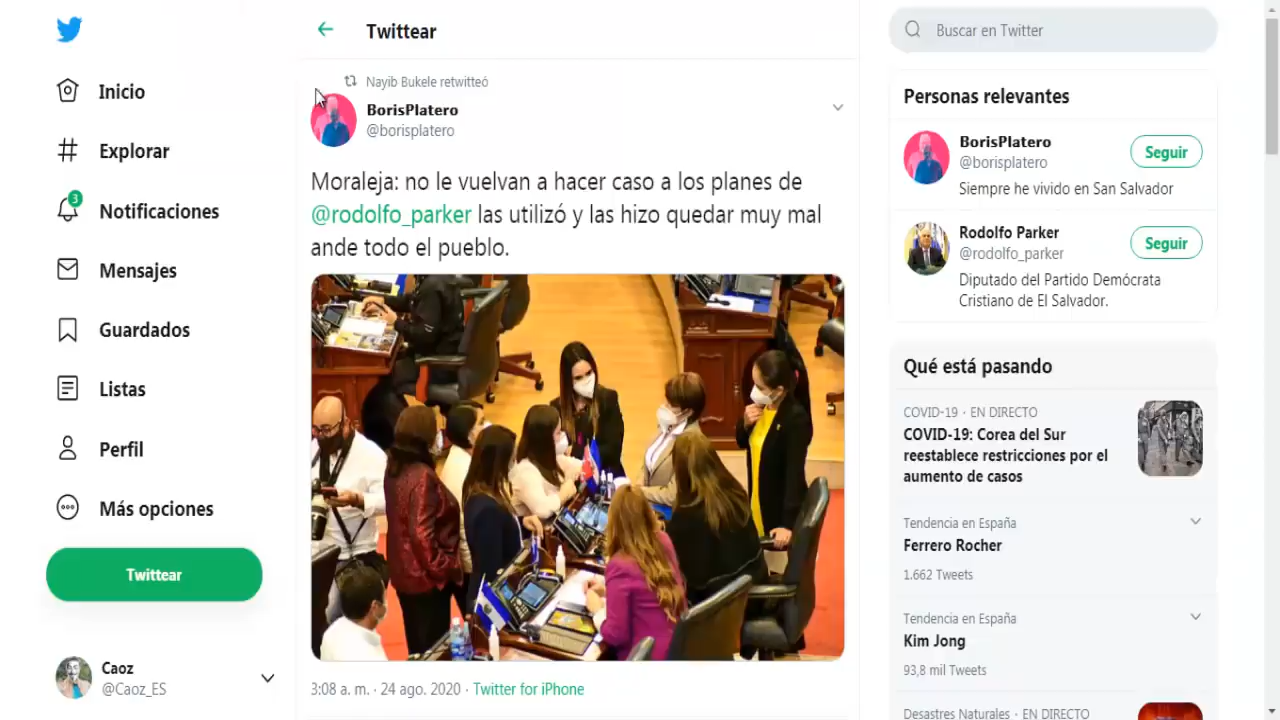 Inicio
Explorar
3
Notificaciones
Mensajes
Guardados
Listas
Perfil
Más opciones
Twittear
Caoz
@Caoz_ES
Twittear
Nayib Bukele retwitteó
BorisPlatero
@borisplatero
Moraleja: no le vuelvan a hacer caso a los planes de
@rodolfo_parker las utilizó y las hizo quedar muy mal
ande todo el pueblo.
3:08 a. m. · 24 ago. 2020 · Twitter for iPhone
Buscar en Twitter
Personas relevantes
BorisPlatero
@borisplatero
Seguir
Siempre he vivido en San Salvador
Rodolfo Parker
@rodolfo_parker
Seguir
Diputado del Partido Demócrata
Cristiano de El Salvador.
Qué está pasando
COVID-19 · EN DIRECTO
COVID-19: Corea del Sur
reestablece restricciones por el
aumento de casos
Tendencia en España
Ferrero Rocher
1.662 Tweets
Tendencia en España
Kim Jong
93,8 mil Tweets
Desastres Naturales · EN DIRECTO